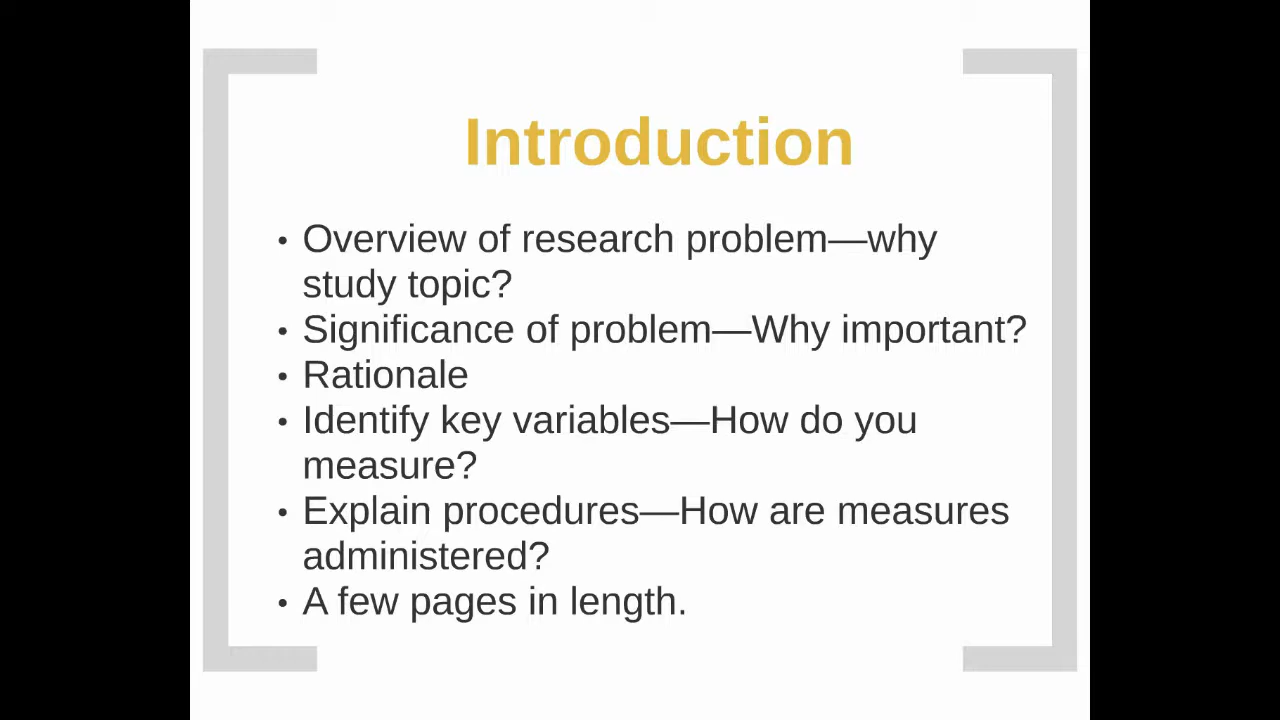 Introduction
• Overview of research problem—why
study topic?
• Significance of problem—Why important?
• Rationale
• Identify key variables—How do you
measure?
• Explain procedures—How are measures
administered?
• A few pages in length.